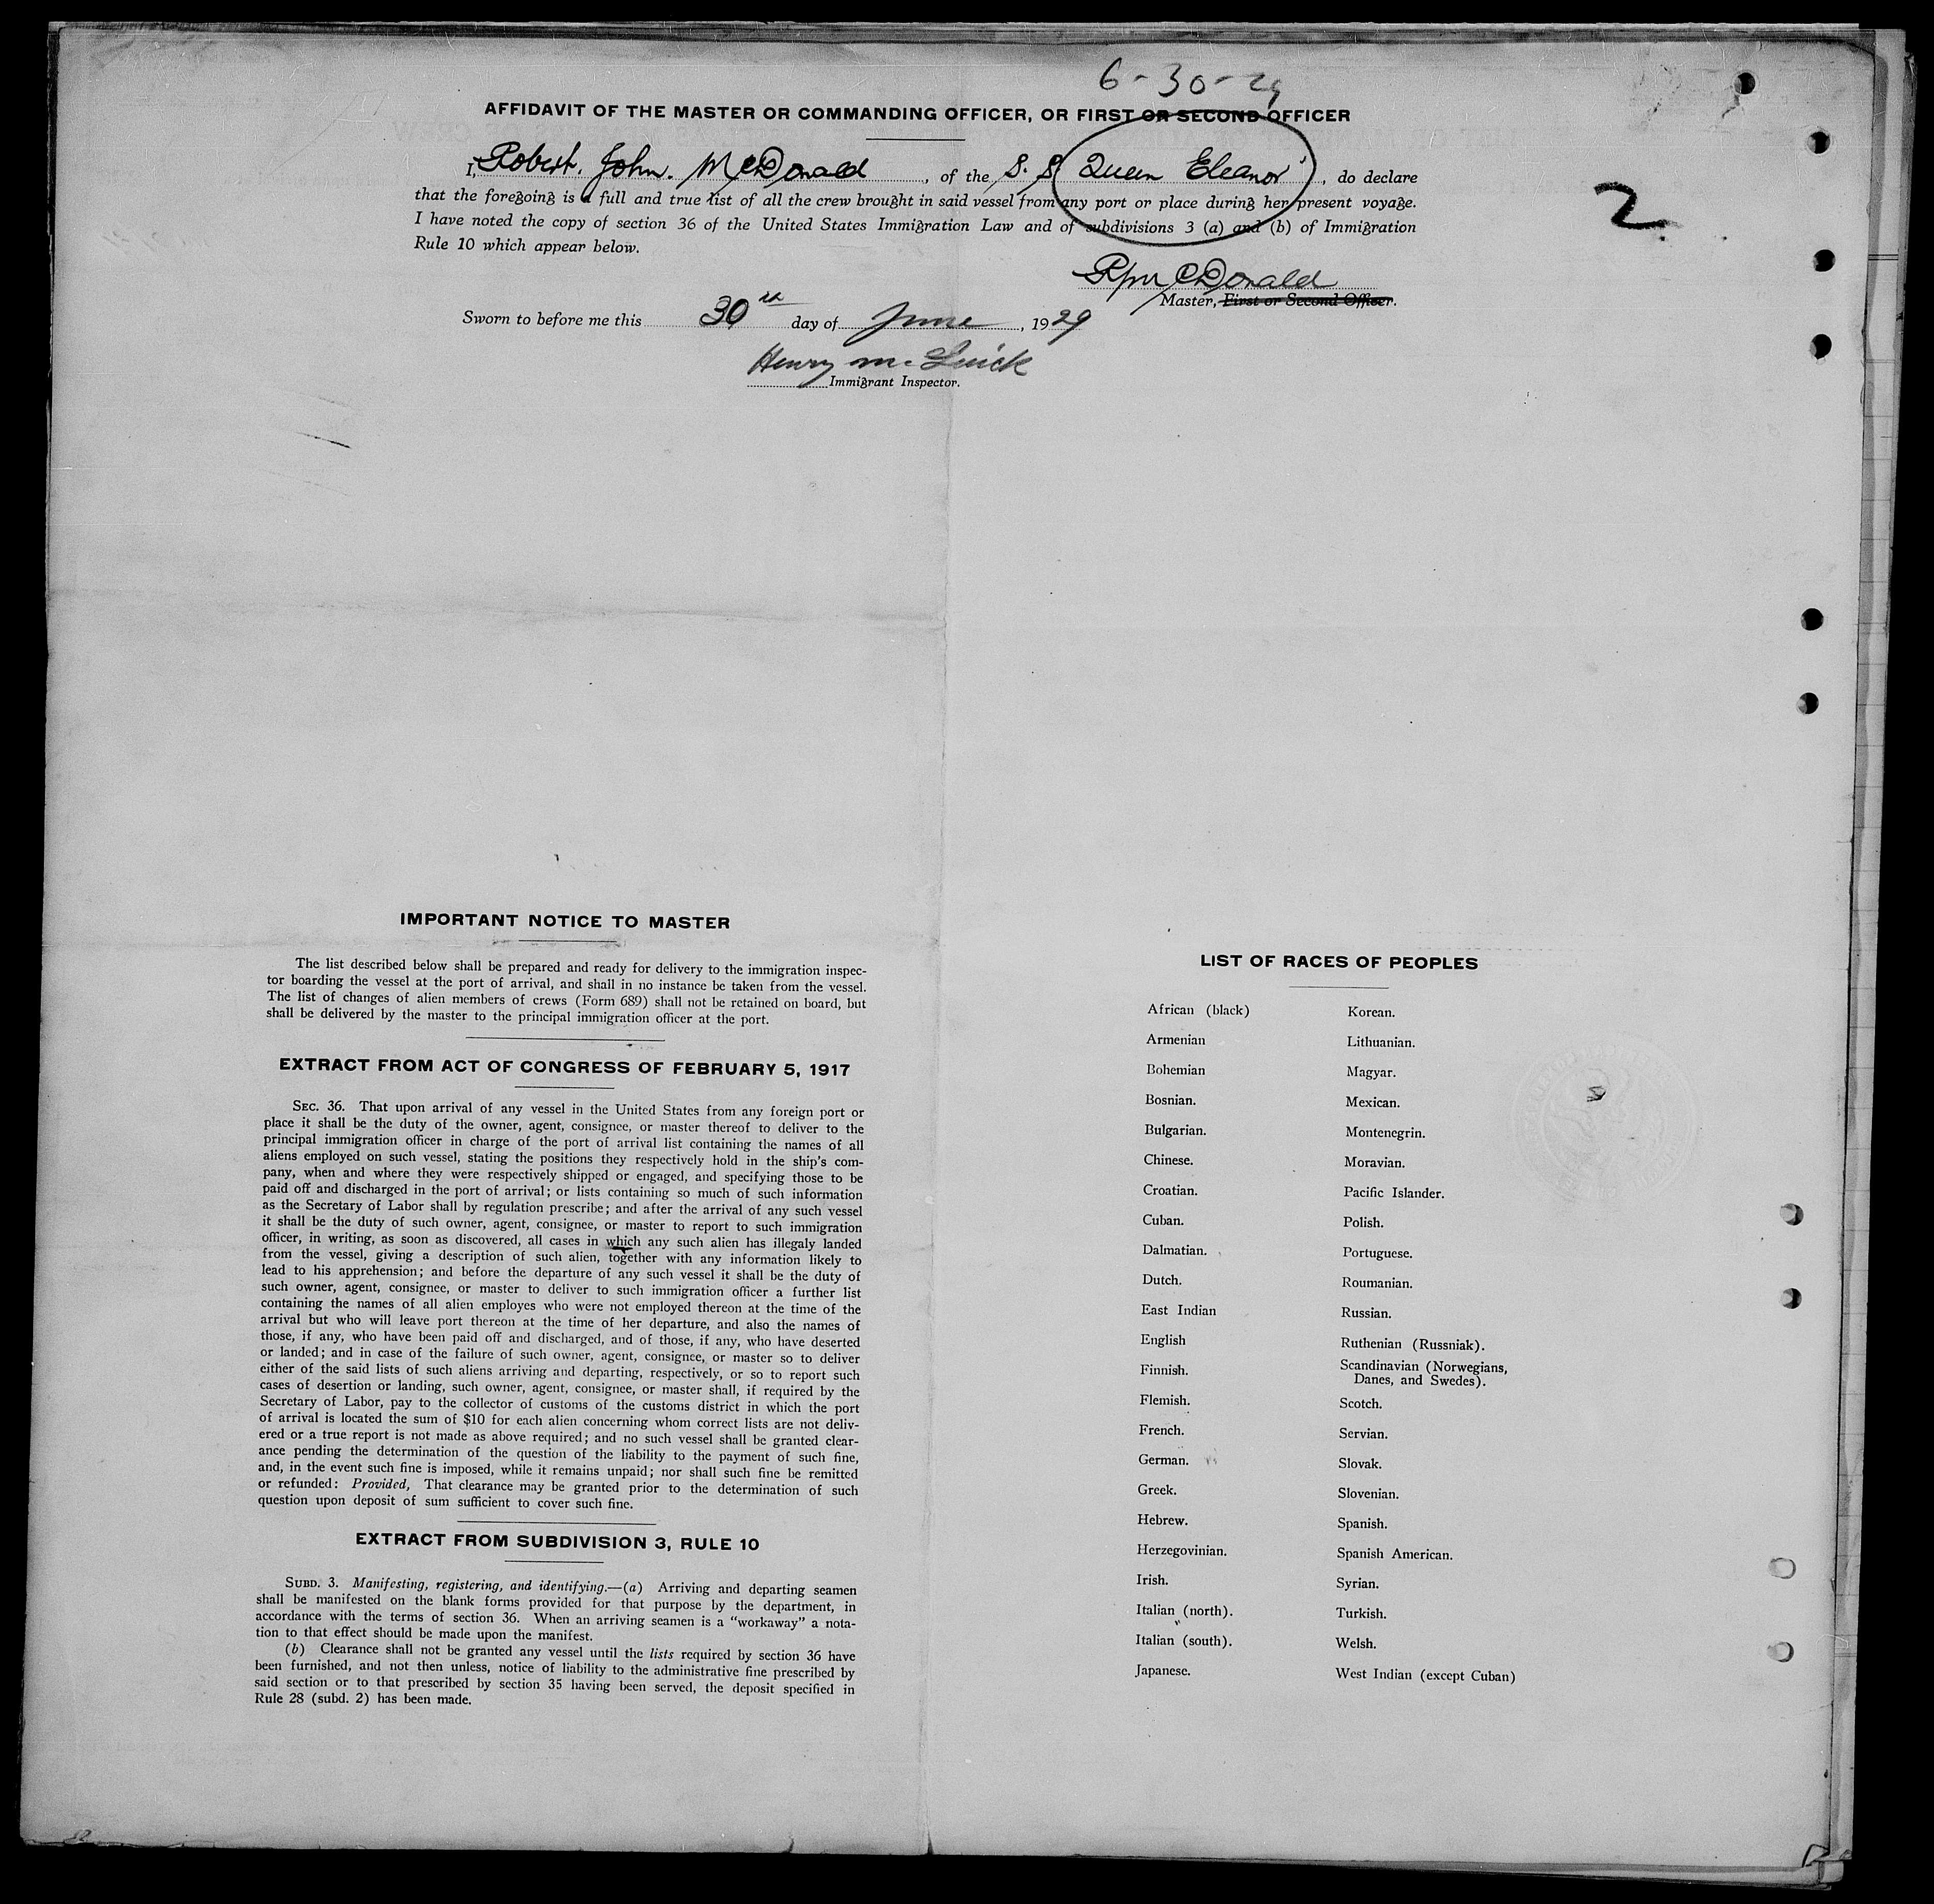 6-30-29
AFFIDAVIT OF THE MASTER OR COMMANDING OFFICER, OR FIRST OR SECOND OFFICER
I, Robert. John. McDonald, of the S. S. Queen Eleanor, do declare
that the foregoing is a full and true list of all the crew brought in said vessel from any port or place during her present voyage.
I have noted the copy of section 36 of the United States Immigration Law and of subdivisions 3 (a) and (b) of Immigration
Rule 10 which appear below.
2
McDonald
Master, First or Second Officer.
Sworn to before me this 30th day of June, 1929
Henry M.
Immigrant Inspector.
IMPORTANT NOTICE TO MASTER
The list described below shall be prepared and ready for delivery to the immigration inspec-
tor boarding the vessel at the port of arrival, and shall in no instance be taken from the vessel.
The list of changes of alien members of crews (Form 689) shall not be retained on board, but
shall be delivered by the master to the principal immigration officer at the port.
EXTRACT FROM ACT OF CONGRESS OF FEBRUARY 5, 1917
SEC. 36. That upon arrival of any vessel in the United States from any foreign port or
place it shall be the duty of the owner, agent, consignee, or master thereof to deliver to the
principal immigration officer in charge of the port of arrival list containing the names of all
aliens employed on such vessel, stating the positions they respectively hold in the ship's com-
pany, when and where they were respectively shipped or engaged, and specifying those to be
paid off and discharged in the port of arrival; or lists containing so much of such information
as the Secretary of Labor shall by regulation prescribe; and after the arrival of any such vessel
it shall be the duty of such owner, agent, consignee, or master to report to such immigration
officer, in writing, as soon as discovered, all cases in which any such alien has illegaly landed
from the vessel, giving a description of such alien, together with any information likely to
lead to his apprehension; and before the departure of any such vessel it shall be the duty of
such owner, agent, consignee, or master to deliver to such immigration officer a further list
containing the names of all alien employes who were not employed thereon at the time of the
arrival but who will leave port thereon at the time of her departure, and also the names of
those, if any, who have been paid off and discharged, and of those, if any, who have deserted
or landed; and in case of the failure of such owner, agent, consignee, or master so to deliver
either of the said lists of such aliens arriving and departing, respectively, or so to report such
cases of desertion or landing, such owner, agent, consignee, or master shall, if required by the
Secretary of Labor, pay to the collector of customs of the customs district in which the port
of arrival is located the sum of $10 for each alien concerning whom correct lists are not deliv-
ered or a true report is not made as above required; and no such vessel shall be granted clear-
ance pending the determination of the question of the liability to the payment of such fine,
and, in the event such fine is imposed, while it remains unpaid; nor shall such fine be remitted
or refunded: Provided, That clearance may be granted prior to the determination of such
question upon deposit of sum sufficient to cover such fine.
EXTRACT FROM SUBDIVISION 3, RULE 10
SUBD. 3. Manifesting, registering, and identifying.—(a) Arriving and departing seamen
shall be manifested on the blank forms provided for that purpose by the department, in
accordance with the terms of section 36. When an arriving seamen is a "workaway" a nota-
tion to that effect should be made upon the manifest.
(b) Clearance shall not be granted any vessel until the lists required by section 36 have
been furnished, and not then unless, notice of liability to the administrative fine prescribed by
said section or to that prescribed by section 35 having been served, the deposit specified in
Rule 28 (subd. 2) has been made.
LIST OF RACES OF PEOPLES
African (black)
Armenian
Bohemian
Bosnian.
Bulgarian.
Chinese.
Croatian.
Cuban.
Dalmatian.
Dutch.
East Indian
English
Finnish.
Flemish.
French.
German.
Greek.
Hebrew.
Herzegovinian.
Irish.
Italian (north).
Italian (south).
Japanese.
Korean.
Lithuanian.
Magyar.
Mexican.
Montenegrin.
Moravian.
Pacific Islander.
Polish.
Portuguese.
Roumanian.
Russian.
Ruthenian (Russniak).
Scandinavian (Norwegians,
Danes, and Swedes).
Scotch.
Servian.
Slovak.
Slovenian.
Spanish.
Spanish American.
Syrian.
Turkish.
Welsh.
West Indian (except Cuban)